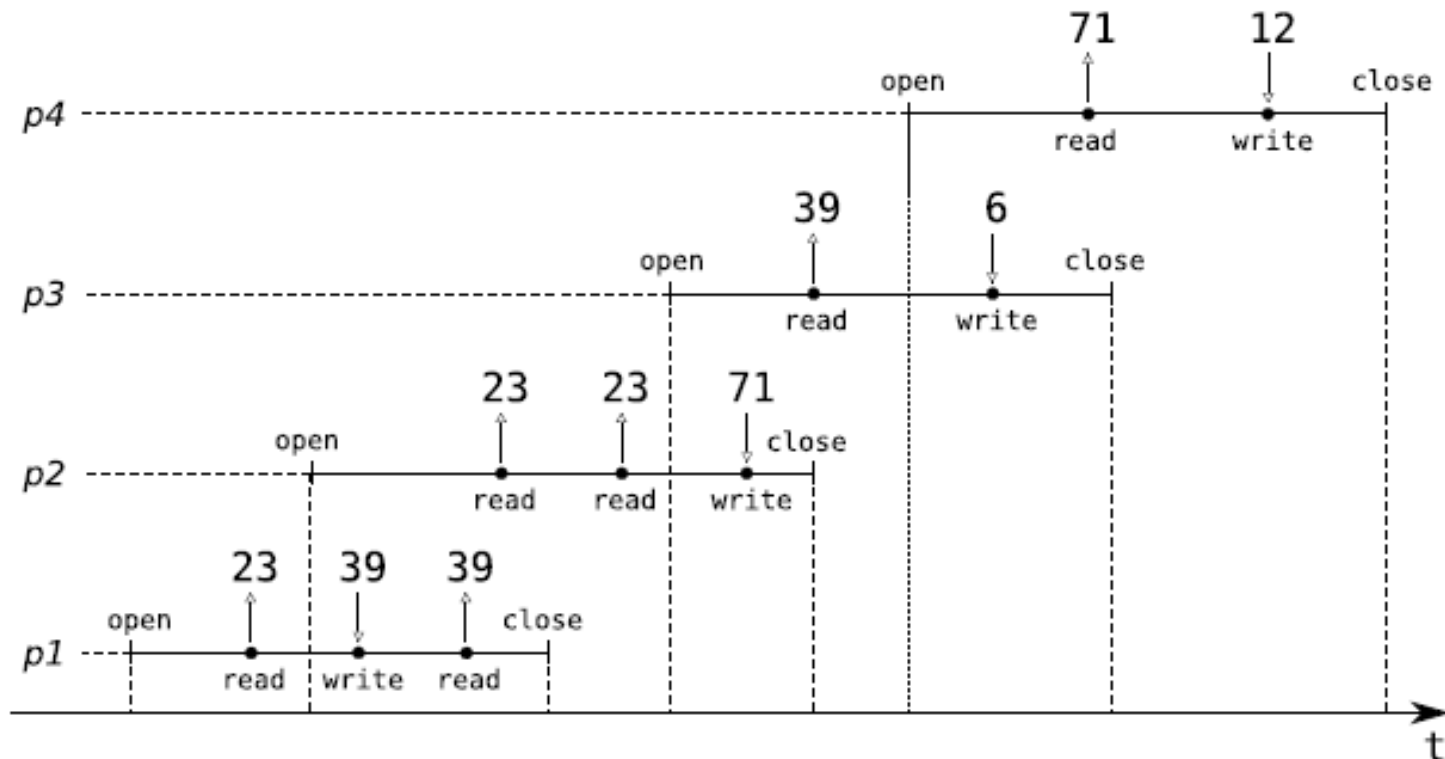 71 12
open close
p4
read write
39 6
open close
p3
read write
23 23 71
open close
p2
read read write
23 39 39
open close
p1
read write read
t